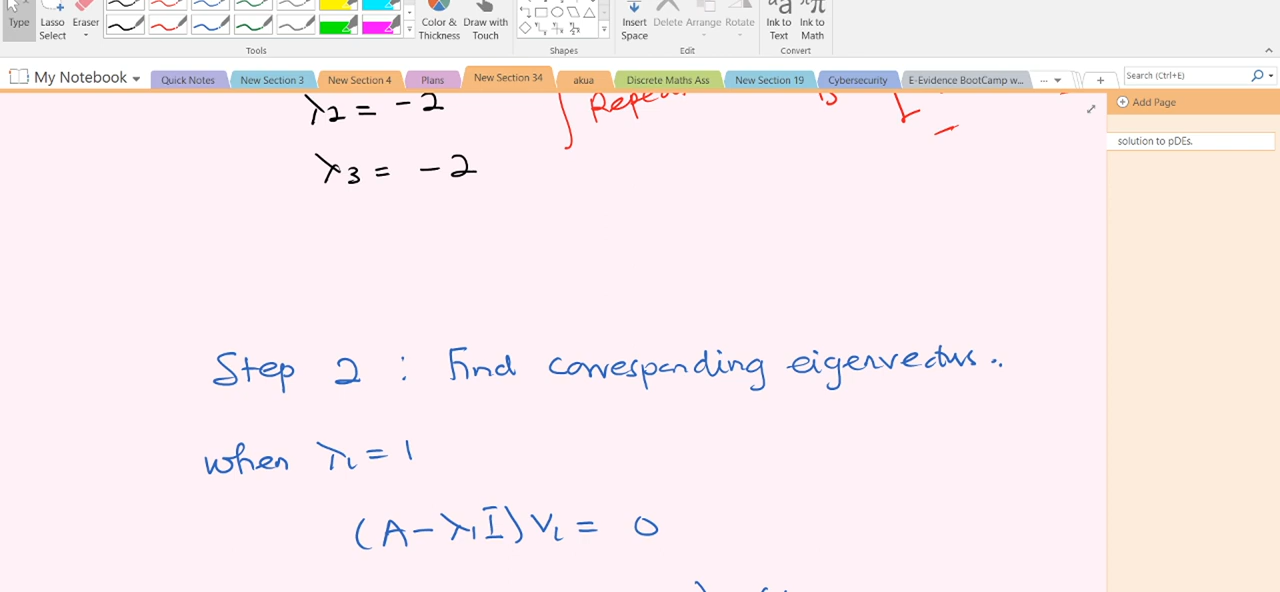 Type
Lasso Select
Eraser
Color & Thickness
Draw with Touch
Insert Space
Delete
Arrange
Rotate
Ink to Text
Ink to Math
Tools
Shapes
Edit
Convert
My Notebook
Quick Notes
New Section 3
New Section 4
Plans
New Section 34
akua
Discrete Maths Ass
New Section 19
Cybersecurity
E-Evidence BootCamp w...
...
+
Search (Ctrl+E)
Add Page
solution to pDEs.
λ2 = -2
λ3 = -2
Step 2 : Find corresponding eigenvectors.
when λ1 = 1
(A - λ1 I) V1 = 0